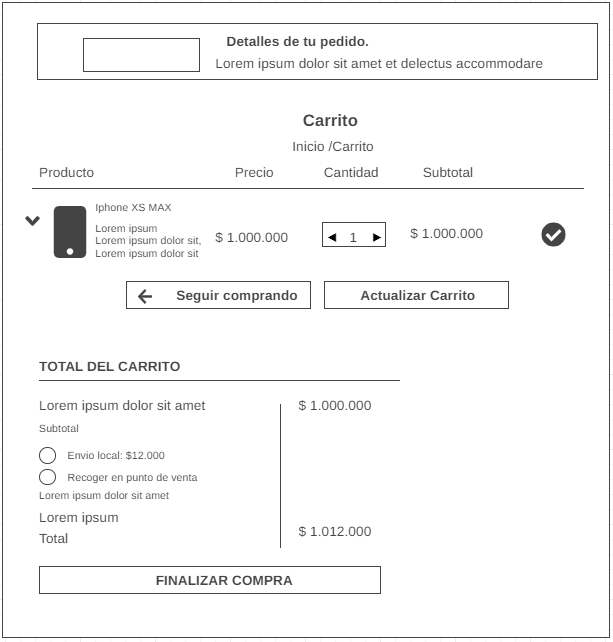 Detalles de tu pedido.
Lorem ipsum dolor sit amet et delectus accommodare
Carrito
Inicio /Carrito
Producto Precio Cantidad Subtotal
Iphone XS MAX
Lorem ipsum
Lorem ipsum dolor sit,
Lorem ipsum dolor sit
$ 1.000.000 1 $ 1.000.000
Seguir comprando Actualizar Carrito
TOTAL DEL CARRITO
Lorem ipsum dolor sit amet $ 1.000.000
Subtotal
Envio local: $12.000
Recoger en punto de venta
Lorem ipsum dolor sit amet
Lorem ipsum
Total $ 1.012.000
FINALIZAR COMPRA